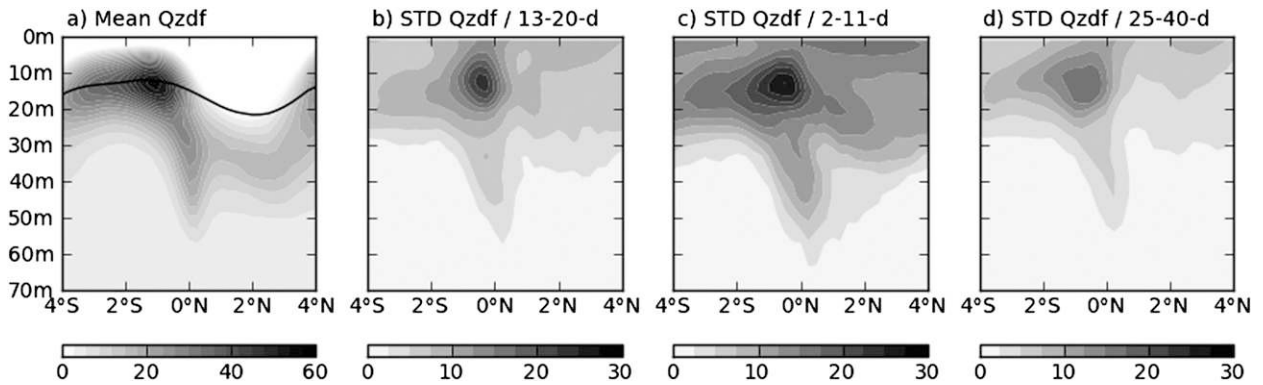 a) Mean Qzdf
b) STD Qzdf / 13-20-d
c) STD Qzdf / 2-11-d
d) STD Qzdf / 25-40-d
0m
10m
20m
30m
40m
50m
60m
70m
4°S 2°S 0°N 2°N 4°N
4°S 2°S 0°N 2°N 4°N
4°S 2°S 0°N 2°N 4°N
4°S 2°S 0°N 2°N 4°N
0 20 40 60
0 10 20 30
0 10 20 30
0 10 20 30